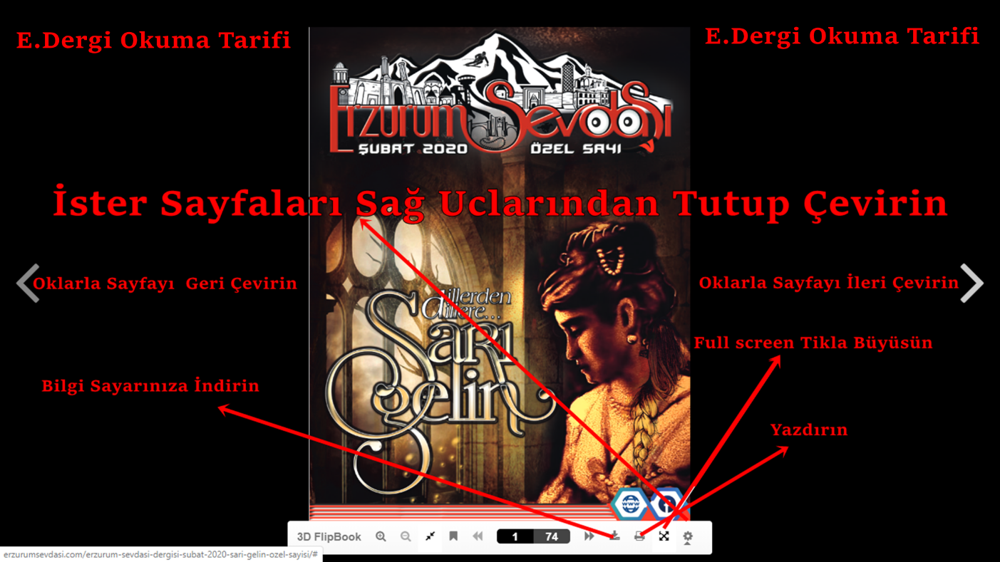 E.Dergi Okuma Tarifi
E.Dergi Okuma Tarifi
Erzurum Sevdası
ŞUBAT 2020 ÖZEL SAYI
İster Sayfaları Sağ Uclarından Tutup Çevirin
Oklarla Sayfayı Geri Çevirin
Oklarla Sayfayı İleri Çevirin
dillerden
dillere...
Sarı
Gelin
Full screen Tikla Büyüsün
Bilgi Sayarınıza İndirin
Yazdırın
www
3D FlipBook 1 74
erzurumsevdasi.com/erzurum-sevdasi-dergisi-subat-2020-sari-gelin-ozel-sayisi/#